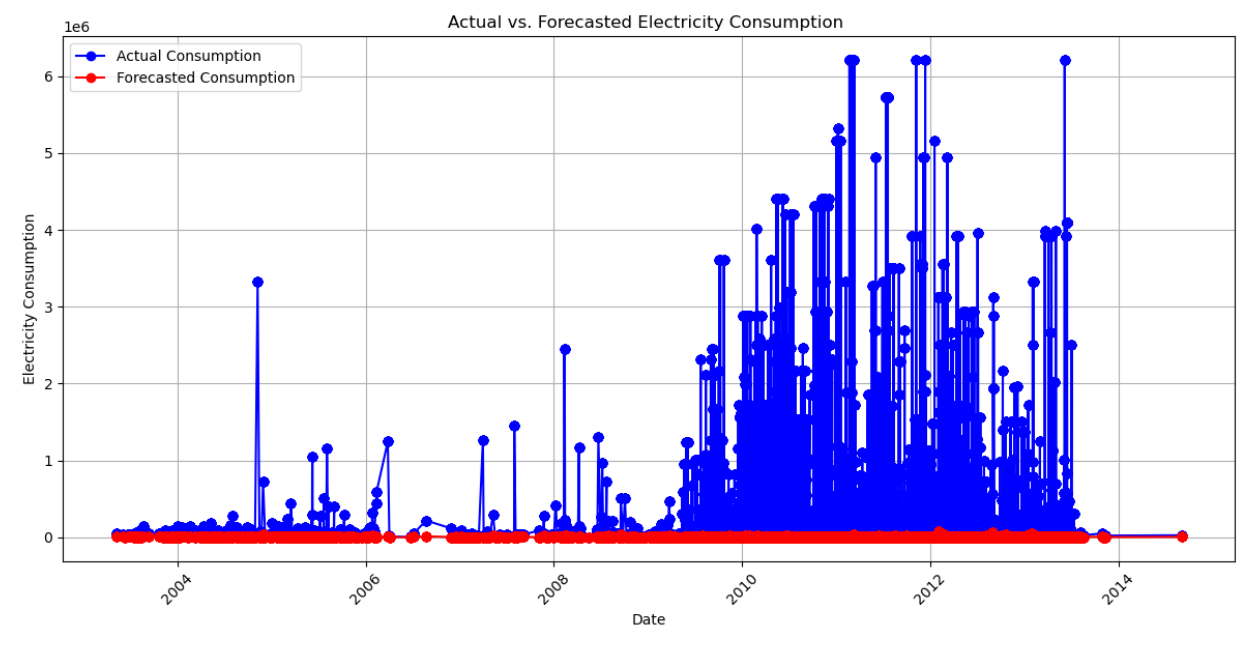 Actual vs. Forecasted Electricity Consumption
1e6
Actual Consumption
Forecasted Consumption
6
5
4
3
2
1
0
Electricity Consumption
2004
2006
2008
2010
2012
2014
Date